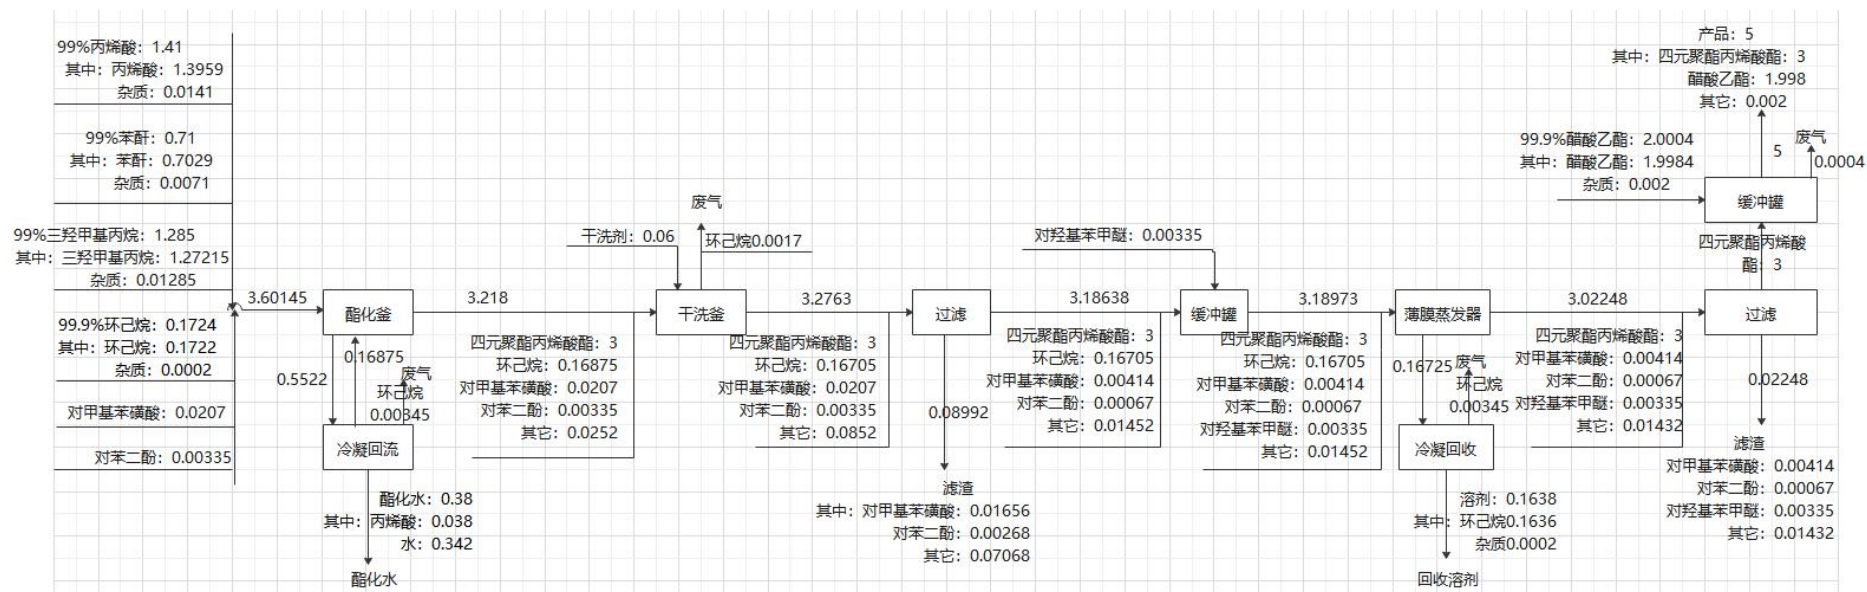 99%丙烯酸：1.41
其中：丙烯酸：1.3959
杂质：0.0141
99%苯酐：0.71
其中：苯酐：0.7029
杂质：0.0071
99%三羟甲基丙烷：1.285
其中：三羟甲基丙烷：1.27215
杂质：0.01285
99.9%环己烷：0.1724
其中：环己烷：0.1722
杂质：0.0002
对甲基苯磺酸：0.0207
对苯二酚：0.00335
3.60145
酯化釜
0.5522
0.16875
废气
环己烷
0.00345
冷凝回流
酯化水：0.38
其中：丙烯酸：0.038
水：0.342
酯化水
3.218
四元聚酯丙烯酸酯：3
环己烷：0.16875
对甲基苯磺酸：0.0207
对苯二酚：0.00335
其它：0.0252
干洗剂：0.06
废气
环己烷0.0017
干洗釜
3.2763
四元聚酯丙烯酸酯：3
环己烷：0.16705
对甲基苯磺酸：0.0207
对苯二酚：0.00335
其它：0.0852
过滤
0.08992
滤渣
其中：对甲基苯磺酸：0.01656
对苯二酚：0.00268
其它：0.07068
3.18638
四元聚酯丙烯酸酯：3
环己烷：0.16705
对甲基苯磺酸：0.00414
对苯二酚：0.00067
其它：0.01452
对羟基苯甲醚：0.00335
缓冲罐
3.18973
四元聚酯丙烯酸酯：3
环己烷：0.16705
对甲基苯磺酸：0.00414
对苯二酚：0.00067
对羟基苯甲醚：0.00335
其它：0.01452
薄膜蒸发器
0.16725
废气
环己烷
0.00345
冷凝回收
溶剂：0.1638
其中：环己烷0.1636
杂质0.0002
回收溶剂
3.02248
四元聚酯丙烯酸酯：3
对甲基苯磺酸：0.00414
对苯二酚：0.00067
对羟基苯甲醚：0.00335
其它：0.01432
过滤
0.02248
滤渣
对甲基苯磺酸：0.00414
对苯二酚：0.00067
对羟基苯甲醚：0.00335
其它：0.01432
四元聚酯丙烯酸
酯：3
99.9%醋酸乙酯：2.0004
其中：醋酸乙酯：1.9984
杂质：0.002
缓冲罐
废气
0.0004
5
产品：5
其中：四元聚酯丙烯酸酯：3
醋酸乙酯：1.998
其它：0.002